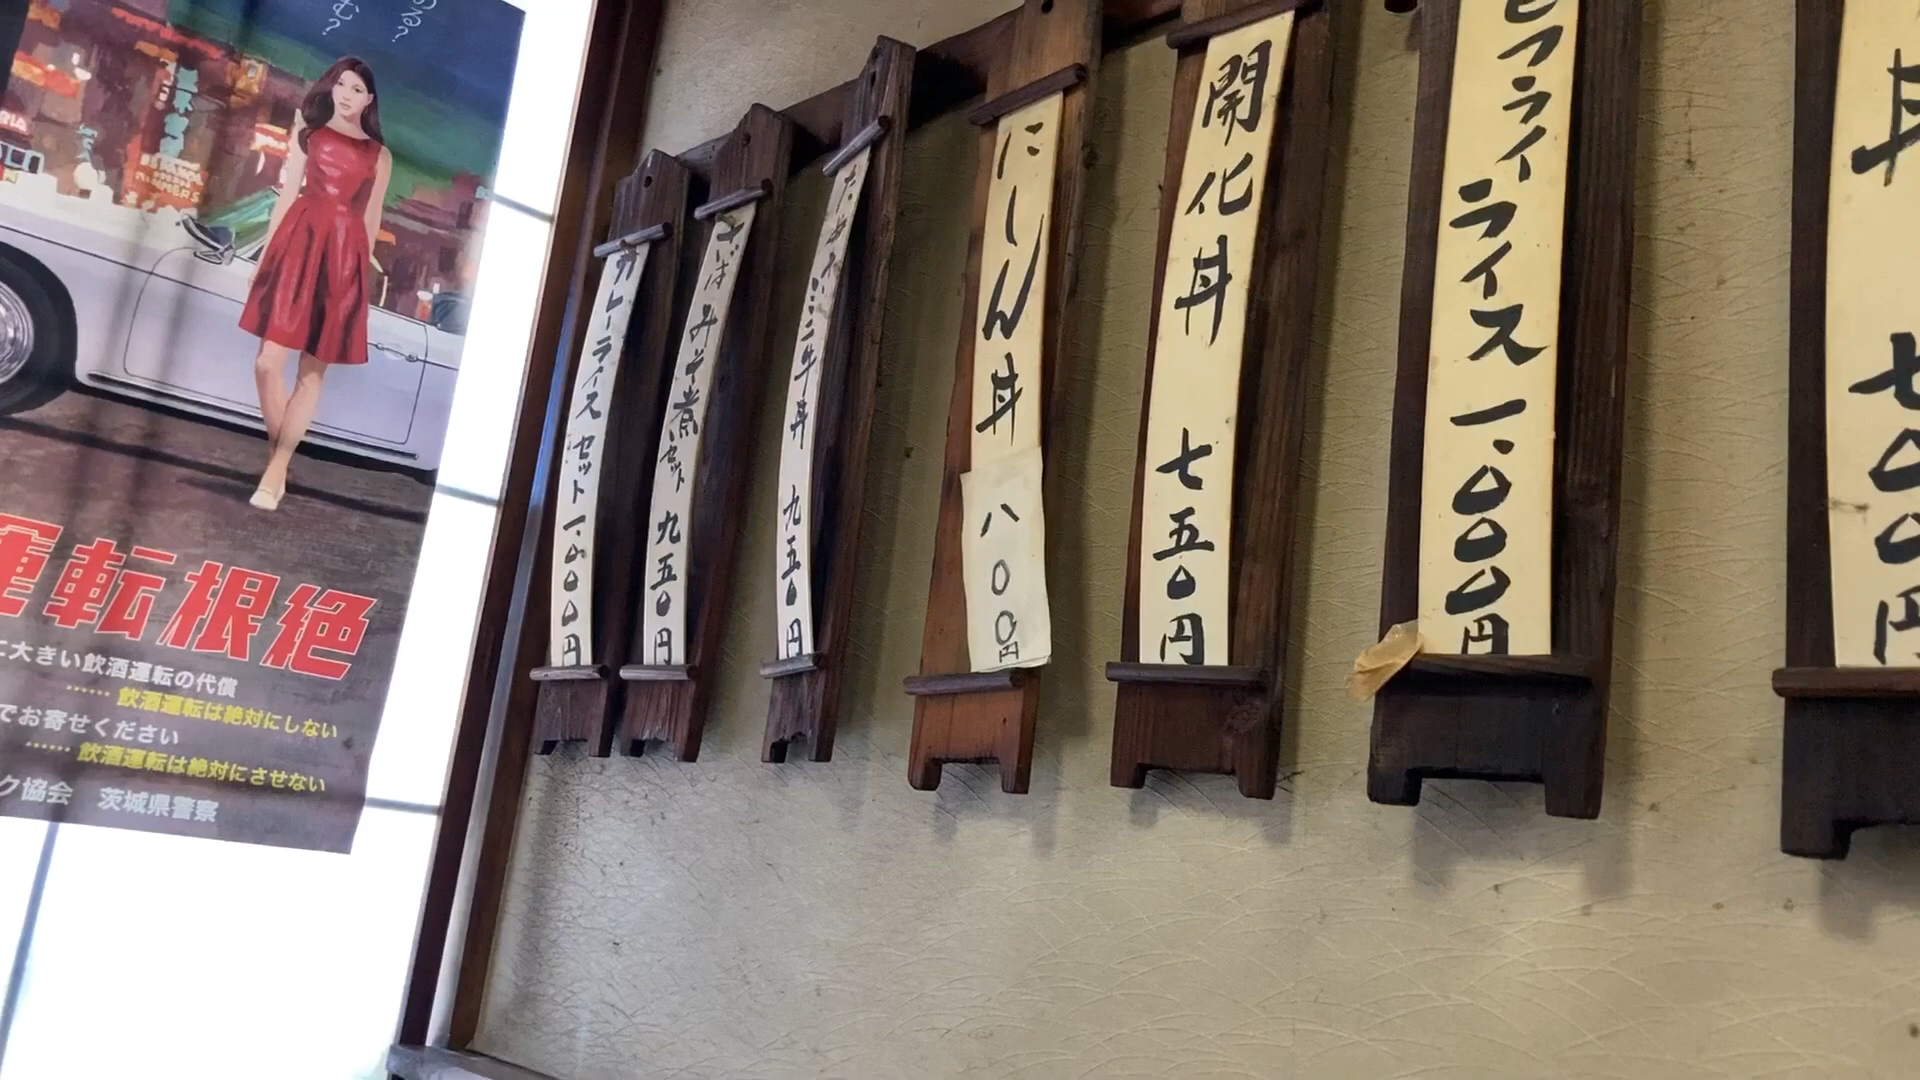 運転根絶
に大きい飲酒運転の代償
……飲酒運転は絶対にしない
でお寄せください
……飲酒運転は絶対にさせない
ク協会 茨城県警察
丼 七〇〇円
ビフライライス 一、〇〇〇円
開化丼 七五〇円
にしん丼 八〇〇円
牛丼 九五〇円
さばみそ煮セット 九五〇円
カレーライスセット 一、〇〇〇円